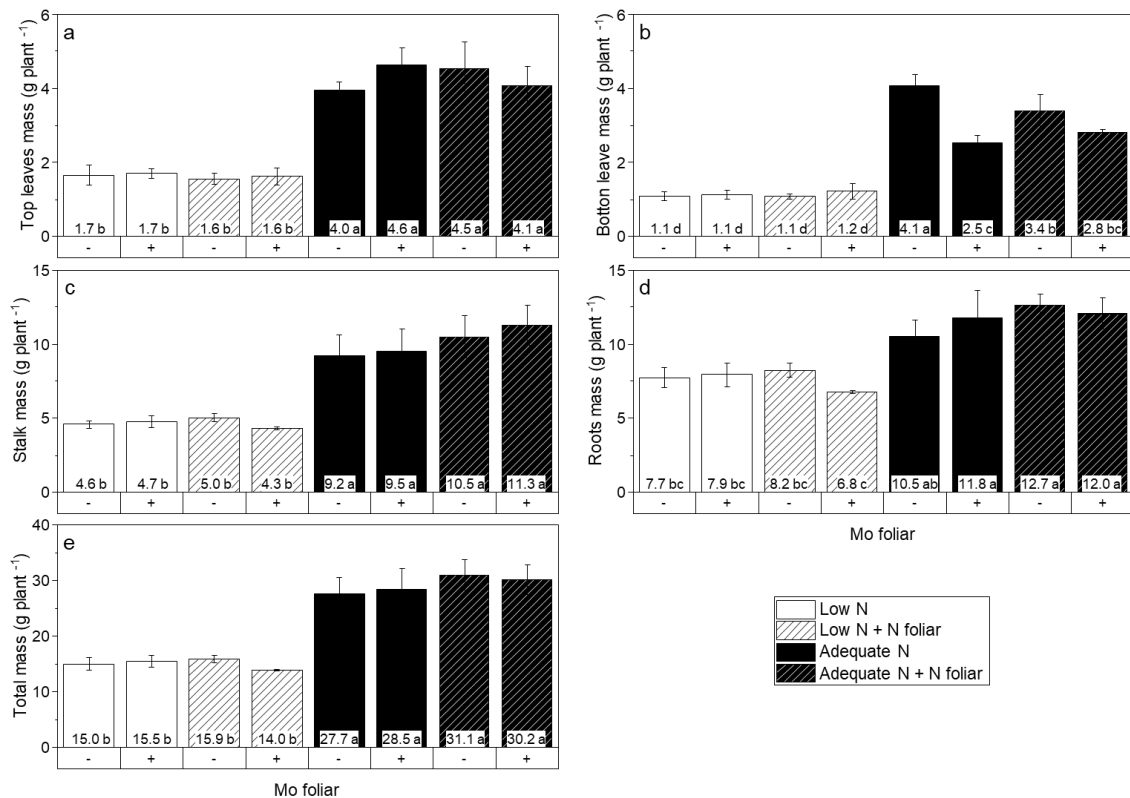 a
Top leaves mass (g plant⁻¹)
6
4
2
0
1.7 b 1.7 b 1.6 b 1.6 b 4.0 a 4.6 a 4.5 a 4.1 a
- + - + - + - +
b
Botton leave mass (g plant⁻¹)
6
4
2
0
1.1 d 1.1 d 1.1 d 1.2 d 4.1 a 2.5 c 3.4 b 2.8 bc
- + - + - + - +
c
Stalk mass (g plant⁻¹)
15
10
5
0
4.6 b 4.7 b 5.0 b 4.3 b 9.2 a 9.5 a 10.5 a 11.3 a
- + - + - + - +
d
Roots mass (g plant⁻¹)
15
10
5
0
7.7 bc 7.9 bc 8.2 bc 6.8 c 10.5 ab 11.8 a 12.7 a 12.0 a
- + - + - + - +
Mo foliar
e
Total mass (g plant⁻¹)
40
30
20
10
0
15.0 b 15.5 b 15.9 b 14.0 b 27.7 a 28.5 a 31.1 a 30.2 a
- + - + - + - +
Mo foliar
Low N
Low N + N foliar
Adequate N
Adequate N + N foliar